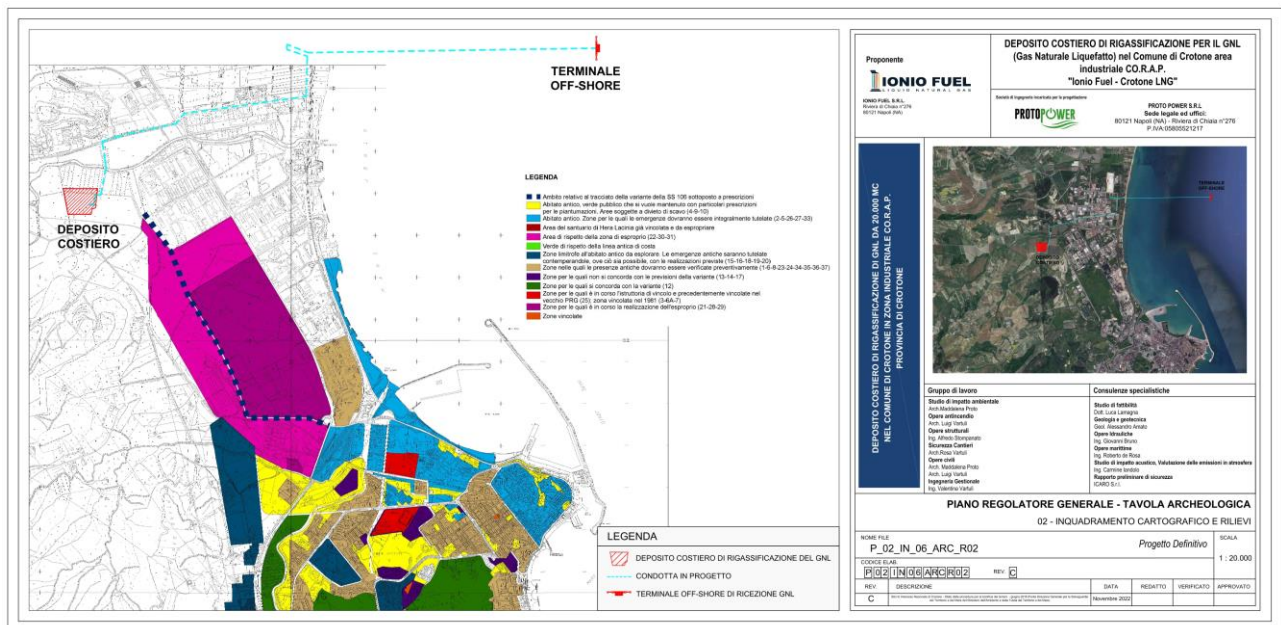 TERMINALE
OFF-SHORE
DEPOSITO
COSTIERO
LEGENDA
Ambito relativo al tracciato della variante della SS 106 sottoposto a prescrizioni
Abitato antico, verde pubblico che si vuole mantenuto con particolari prescrizioni
per le piantumazioni, Aree soggette a divieto di scavo (4-9-10)
Abitato antico. Zone per le quali le emergenze dovranno essere integralmente tutelate (2-5-26-27-33)
Area del santuario di Hera Lacinia già vincolata e da espropriare
Area di rispetto della zona di esproprio (22-30-31)
Verde di rispetto della linea antica di costa
Zone limitrofe all'abitato antico da esplorare. Le emergenze antiche saranno tutelate
contemperandole, ove ciò sia possibile, con le realizzazioni previste (15-16-18-19-20)
Zone nelle quali le presenze antiche dovranno essere verificate preventivamente (1-6-8-23-24-34-35-36-37)
Zone per le quali non si concorda con le previsioni della variante (13-14-17)
Zone per le quali si concorda con la variante (12)
Zone per le quali è in corso l'istruttoria di vincolo e precedentemente vincolate nel
vecchio PRG (25); zona vincolata nel 1981 (3-6A-7)
Zone per le quali è in corso la realizzazione dell'esproprio (21-28-29)
Zone vincolate
LEGENDA
DEPOSITO COSTIERO DI RIGASSIFICAZIONE DEL GNL
CONDOTTA IN PROGETTO
TERMINALE OFF-SHORE DI RICEZIONE GNL
Proponente
IONIO FUEL
LIQUID NATURAL GAS
IONIO FUEL S.R.L.
Riviera di Chiaia n°276
80121 Napoli (NA)
DEPOSITO COSTIERO DI RIGASSIFICAZIONE PER IL GNL
(Gas Naturale Liquefatto) nel Comune di Crotone area
industriale CO.R.A.P.
"Ionio Fuel - Crotone LNG"
Società di ingegneria incaricata per la progettazione
PROTOPOWER
PROTO POWER S.R.L
Sede legale ed uffici:
80121 Napoli (NA) - Riviera di Chiaia n°276
P.IVA:05805521217
DEPOSITO COSTIERO DI RIGASSIFICAZIONE DI GNL DA 20.000 MC
NEL COMUNE DI CROTONE IN ZONA INDUSTRIALE CO.R.A.P.
PROVINCIA DI CROTONE
TERMINALE
OFF-SHORE
Gruppo di lavoro
Studio di impatto ambientale
Arch.Maddalena Proto
Opere antincendio
Arch. Luigi Vartuli
Opere strutturali
Ing. Alfredo Stompanato
Sicurezza Cantieri
Arch.Rosa Vartuli
Opere civili
Arch. Maddalena Proto
Arch. Luigi Vartuli
Ingegneria Gestionale
Ing. Valentina Vartuli
Consulenze specialistiche
Studio di fattibilità
Dott. Luca Lamagna
Geologia e geotecnica
Geol. Alessandro Amato
Opere Idrauliche
Ing. Giovanni Bruno
Opere marittime
Ing. Roberto de Rosa
Studio di impatto acustico, Valutazione delle emissioni in atmosfera
Ing. Carmine Iandolo
Rapporto preliminare di sicurezza
ICARO S.r.l.
PIANO REGOLATORE GENERALE - TAVOLA ARCHEOLOGICA
02 - INQUADRAMENTO CARTOGRAFICO E RILIEVI
NOME FILE
P_02_IN_06_ARC_R02
Progetto Definitivo
SCALA
1 : 20.000
CODICE ELAB.
P02IN06ARCR02
REV. C
REV. DESCRIZIONE DATA REDATTO VERIFICATO APPROVATO
C Novembre 2022